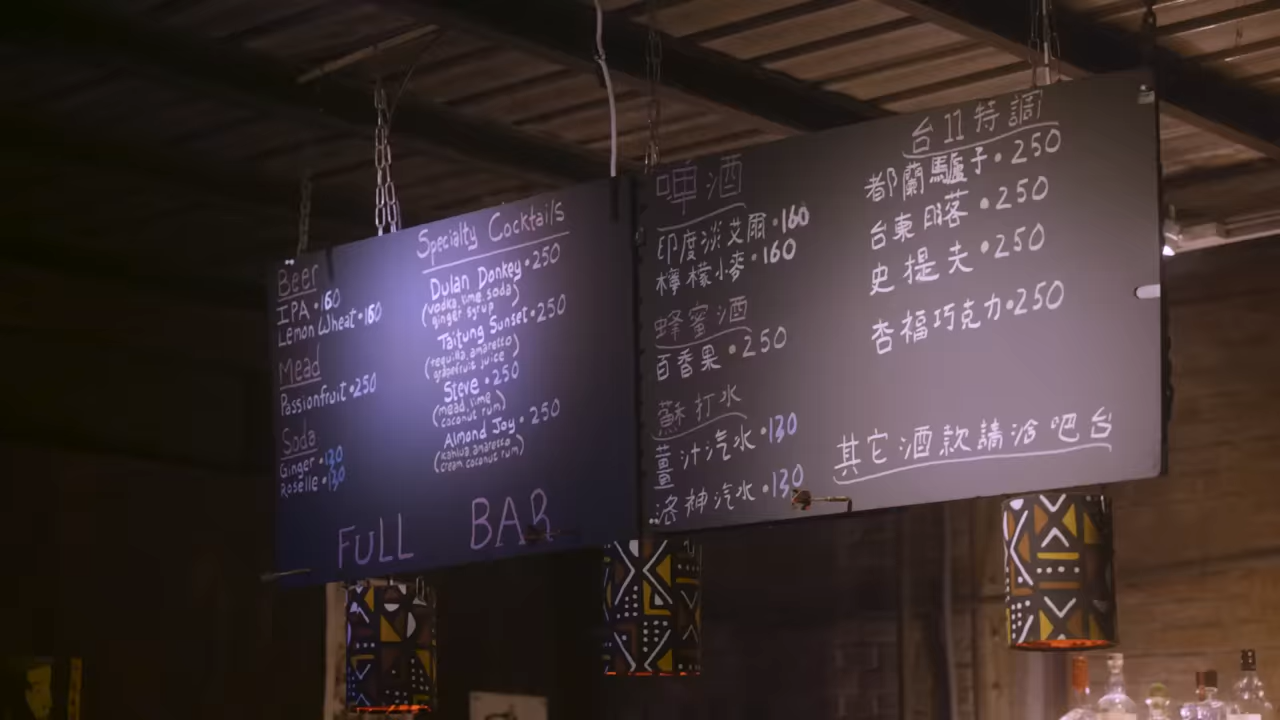 Beer
IPA • 160
Lemon Wheat • 160
Mead
Passionfruit • 250
Soda
Ginger • 130
Roselle • 130
Specialty Cocktails
Dulan Donkey • 250
(vodka, lime, soda, ginger syrup)
Taitung Sunset • 250
(tequilla, amaretto, grapefruit juice)
Steve • 250
(mead, lime, coconut rum)
Almond Joy • 250
(kahlua, amaretto, cream, coconut rum)
FULL BAR
啤酒
印度淡艾爾 • 160
檸檬小麥 • 160
蜂蜜酒
百香果 • 250
蘇打水
薑汁汽水 • 130
洛神汽水 • 130
台11特調
都蘭驢子 • 250
台東日落 • 250
史提夫 • 250
杏福巧克力 • 250
其它酒款請洽吧台